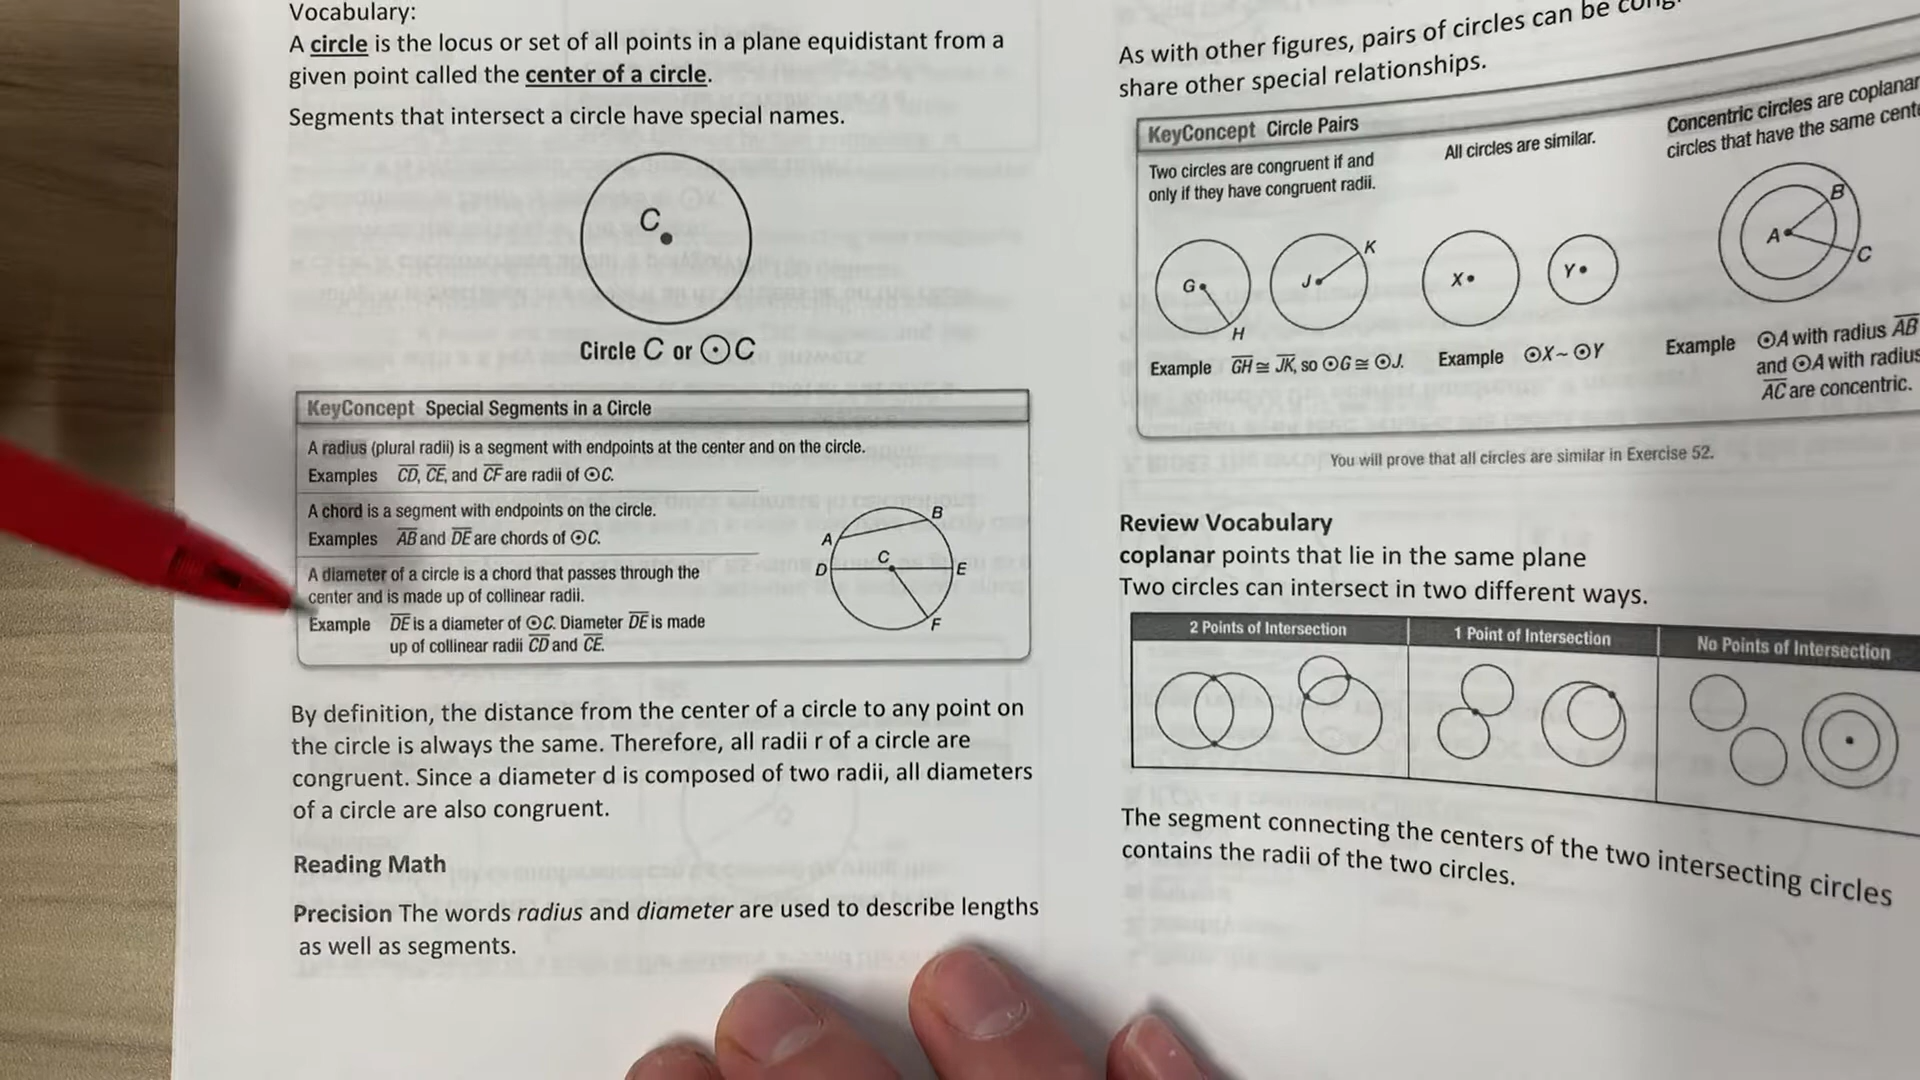 Vocabulary:
A circle is the locus or set of all points in a plane equidistant from a
given point called the center of a circle.
Segments that intersect a circle have special names.
C
Circle C or ⊙C
KeyConcept Special Segments in a Circle
A radius (plural radii) is a segment with endpoints at the center and on the circle.
Examples C̅D̅, C̅E̅, and C̅F̅ are radii of ⊙C.
A chord is a segment with endpoints on the circle.
Examples A̅B̅ and D̅E̅ are chords of ⊙C.
A diameter of a circle is a chord that passes through the
center and is made up of collinear radii.
Example D̅E̅ is a diameter of ⊙C. Diameter D̅E̅ is made
up of collinear radii C̅D̅ and C̅E̅.
B
A
C
D
E
F
By definition, the distance from the center of a circle to any point on
the circle is always the same. Therefore, all radii r of a circle are
congruent. Since a diameter d is composed of two radii, all diameters
of a circle are also congruent.
Reading Math
Precision The words radius and diameter are used to describe lengths
as well as segments.
As with other figures, pairs of circles can be
share other special relationships.
KeyConcept Circle Pairs
Two circles are congruent if and
only if they have congruent radii.
G
H
J
K
Example G̅H̅ ≅ J̅K̅, so ⊙G ≅ ⊙J.
All circles are similar.
X
Y
Example ⊙X ~ ⊙Y
Concentric circles are coplanar
circles that have the same
A
B
C
Example ⊙A with radius A̅B̅
and ⊙A with radius
A̅C̅ are concentric.
You will prove that all circles are similar in Exercise 52.
Review Vocabulary
coplanar points that lie in the same plane
Two circles can intersect in two different ways.
2 Points of Intersection
1 Point of Intersection
No Points of Intersection
The segment connecting the centers of the two intersecting circles
contains the radii of the two circles.